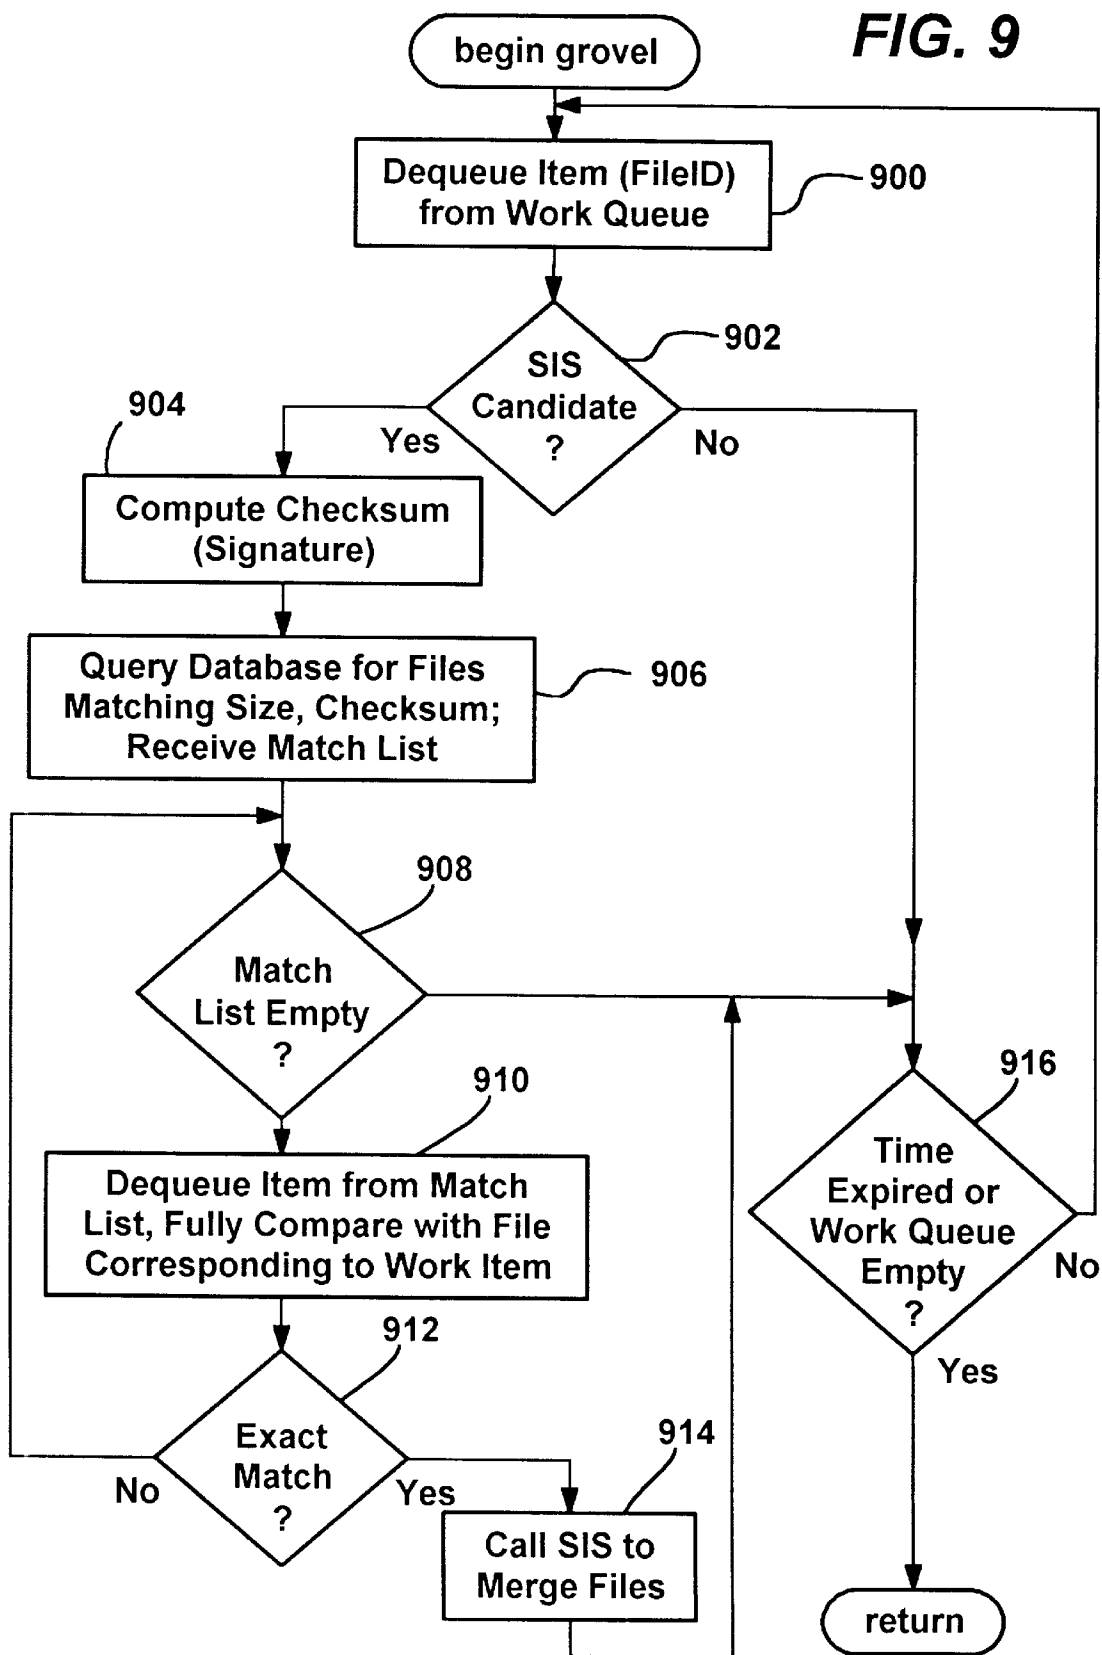 FIG. 9
begin grovel
Dequeue Item (FileID)
from Work Queue
900
SIS
Candidate
?
902
Yes
No
904
Compute Checksum
(Signature)
Query Database for Files
Matching Size, Checksum;
Receive Match List
906
Match
List Empty
?
908
910
Dequeue Item from Match
List, Fully Compare with File
Corresponding to Work Item
916
Time
Expired or
Work Queue
Empty
?
No
Yes
912
Exact
Match
?
No
Yes
914
Call SIS to
Merge Files
return